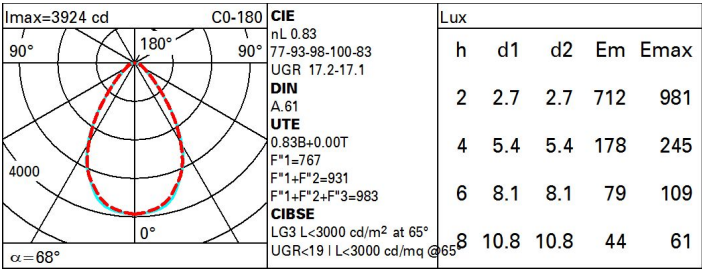 Imax=3924 cd C0-180
90° 180° 90°
4000
0°
α=68°
CIE
nL 0.83
77-93-98-100-83
UGR 17.2-17.1
DIN
A.61
UTE
0.83B+0.00T
F"1=767
F"1+F"2=931
F"1+F"2+F"3=983
CIBSE
LG3 L<3000 cd/m² at 65°
UGR<19 | L<3000 cd/mq @65°
Lux
h d1 d2 Em Emax
2 2.7 2.7 712 981
4 5.4 5.4 178 245
6 8.1 8.1 79 109
8 10.8 10.8 44 61